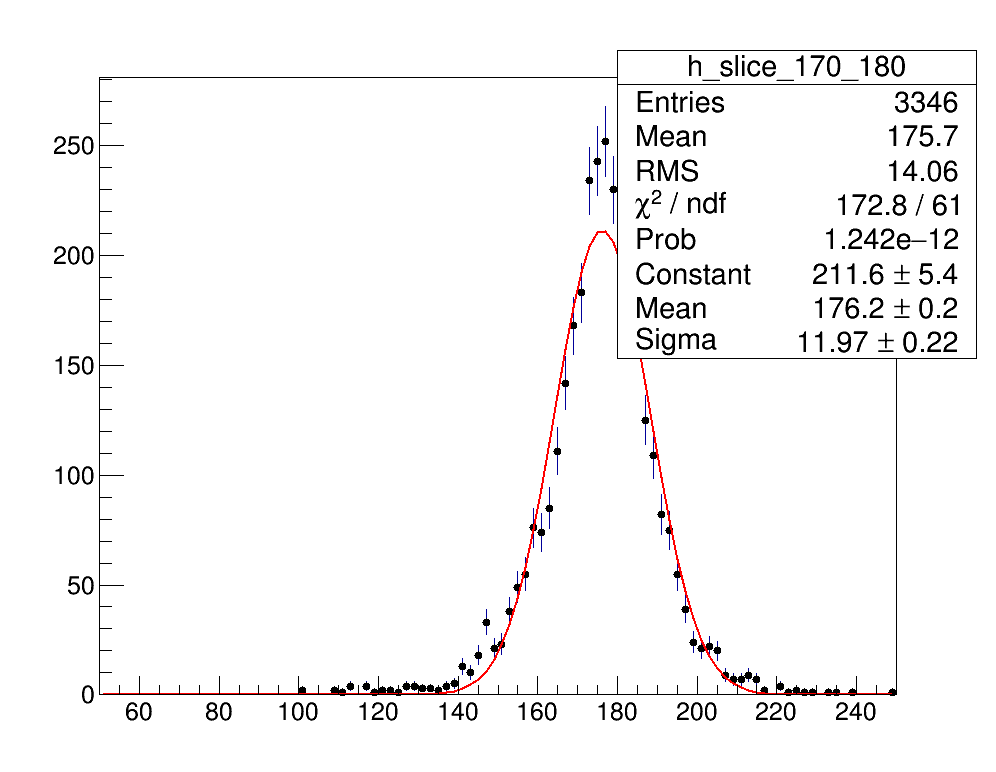 h_slice_170_180
Entries 3346
Mean 175.7
RMS 14.06
χ² / ndf 172.8 / 61
Prob 1.242e−12
Constant 211.6 ± 5.4
Mean 176.2 ± 0.2
Sigma 11.97 ± 0.22
250
200
150
100
50
0
60 80 100 120 140 160 180 200 220 240